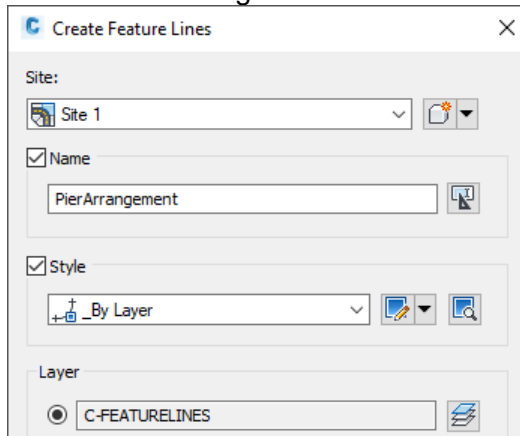 Create Feature Lines
Site:
Site 1
Name
PierArrangement
Style
_By Layer
Layer
C-FEATURELINES